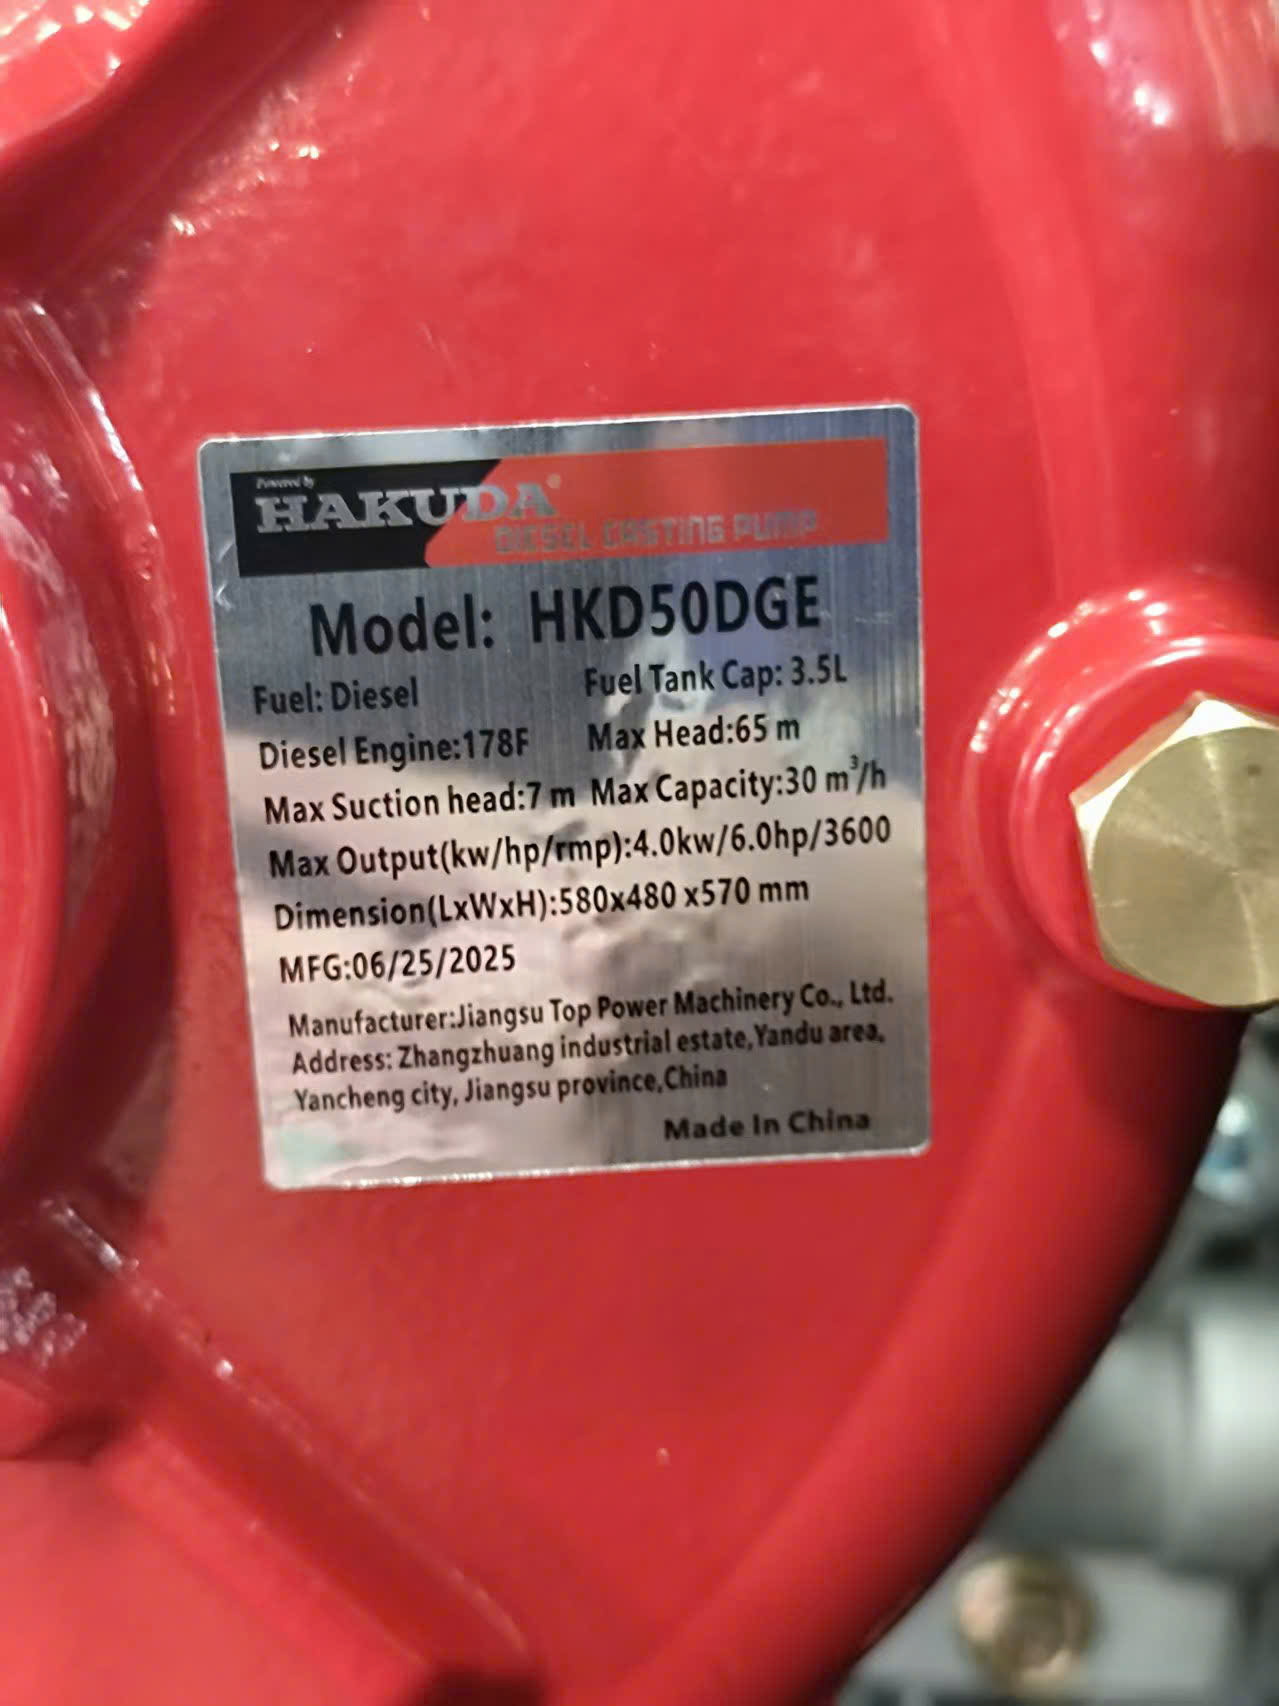 Powered by
HAKUDA®
DIESEL CASTING PUMP
Model: HKD50DGE
Fuel: Diesel Fuel Tank Cap: 3.5L
Diesel Engine:178F Max Head:65 m
Max Suction head:7 m Max Capacity:30 m³/h
Max Output(kw/hp/rmp):4.0kw/6.0hp/3600
Dimension(LxWxH):580x480 x570 mm
MFG:06/25/2025
Manufacturer:Jiangsu Top Power Machinery Co., Ltd.
Address: Zhangzhuang industrial estate,Yandu area,
Yancheng city, Jiangsu province,China
Made In China